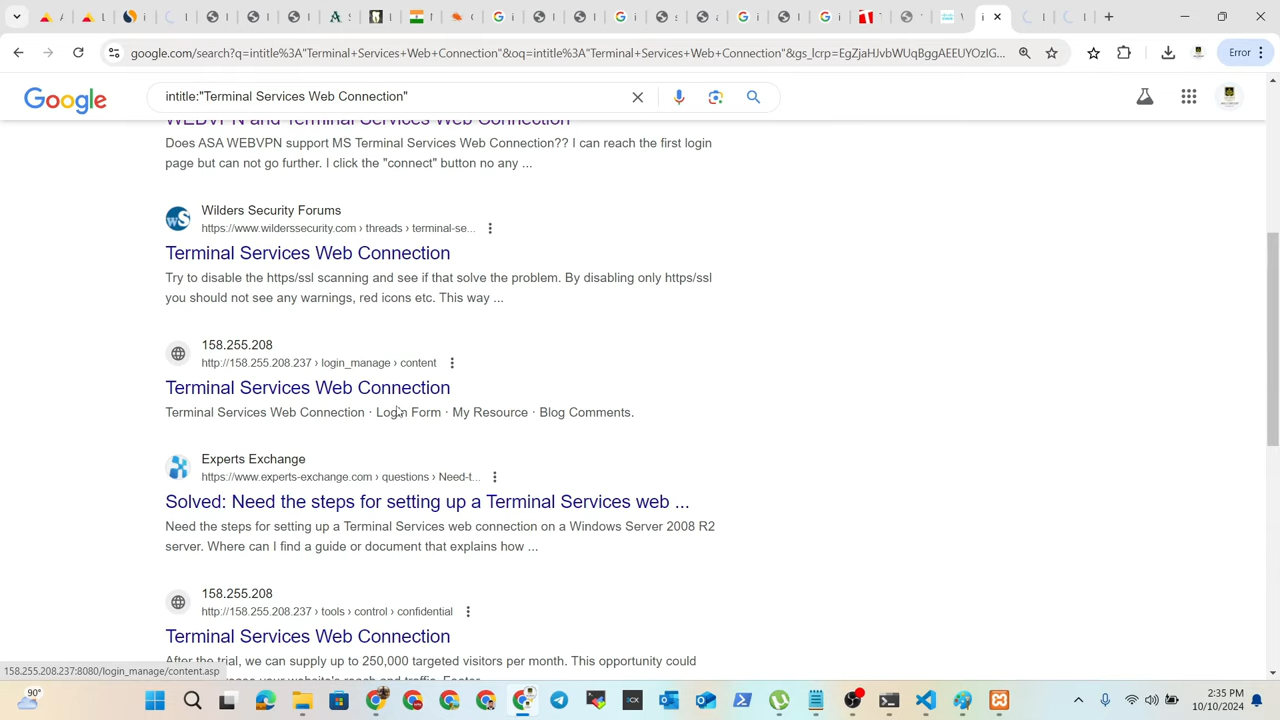 google.com/search?q=intitle%3A"Terminal+Services+Web+Connection"&oq=intitle%3A"Terminal+Services+Web+Connection"&gs_lcrp=EgZjaHJvbWUqBggAEEUYOzIG...
Error
Google
intitle:"Terminal Services Web Connection"
WEBVPN and Terminal Services Web Connection
Does ASA WEBVPN support MS Terminal Services Web Connection?? I can reach the first login
page but can not go further. I click the "connect" button no any ...
Wilders Security Forums
https://www.wilderssecurity.com › threads › terminal-se...
Terminal Services Web Connection
Try to disable the https/ssl scanning and see if that solve the problem. By disabling only https/ssl
you should not see any warnings, red icons etc. This way ...
158.255.208
http://158.255.208.237 › login_manage › content
Terminal Services Web Connection
Terminal Services Web Connection · Login Form · My Resource · Blog Comments.
Experts Exchange
https://www.experts-exchange.com › questions › Need-t...
Solved: Need the steps for setting up a Terminal Services web ...
Need the steps for setting up a Terminal Services web connection on a Windows Server 2008 R2
server. Where can I find a guide or document that explains how ...
158.255.208
http://158.255.208.237 › tools › control › confidential
Terminal Services Web Connection
After the trial, we can supply up to 250,000 targeted visitors per month. This opportunity could
158.255.208.237:8080/login_manage/content.asp
90°
2:35 PM
10/10/2024